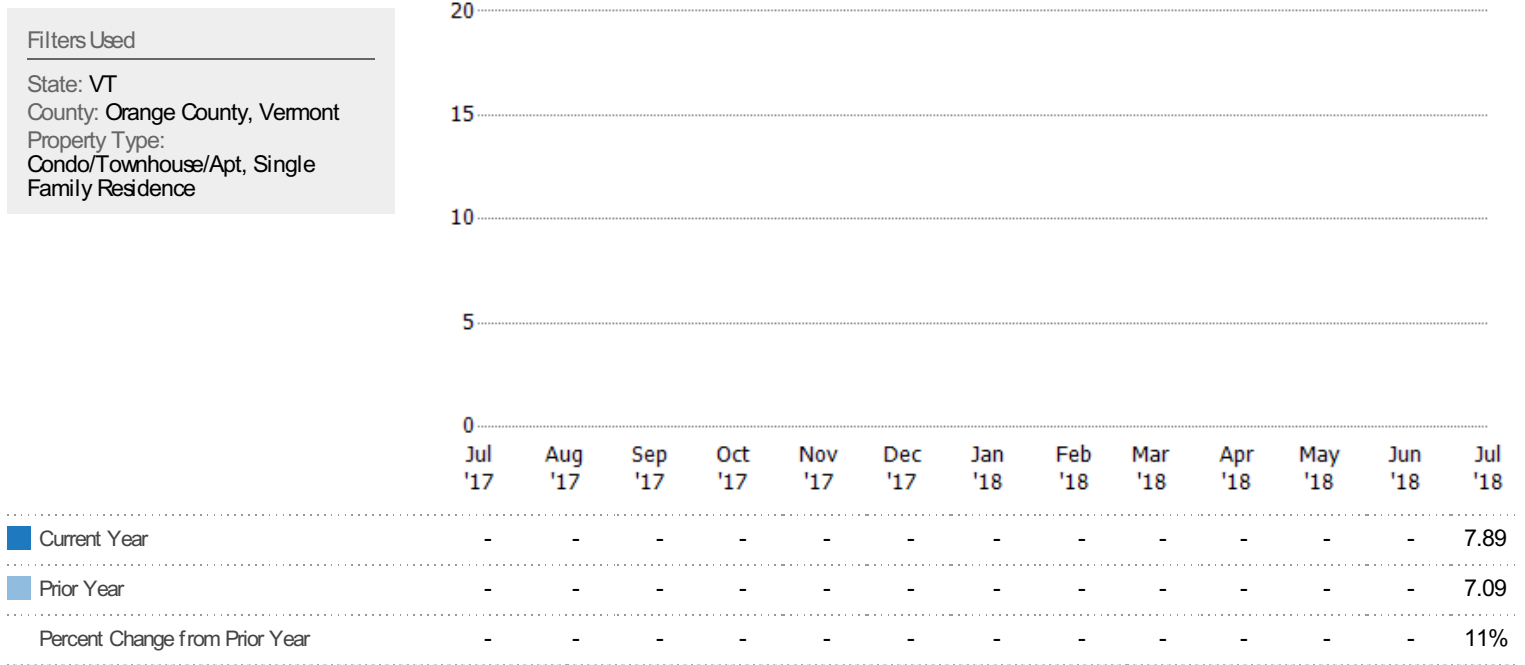 Filters Used
State: VT
County: Orange County, Vermont
Property Type:
Condo/Townhouse/Apt, Single
Family Residence
20
15
10
5
0
Jul Aug Sep Oct Nov Dec Jan Feb Mar Apr May Jun Jul
'17 '17 '17 '17 '17 '17 '18 '18 '18 '18 '18 '18 '18
Current Year - - - - - - - - - - - - 7.89
Prior Year - - - - - - - - - - - - 7.09
Percent Change from Prior Year - - - - - - - - - - - - 11%